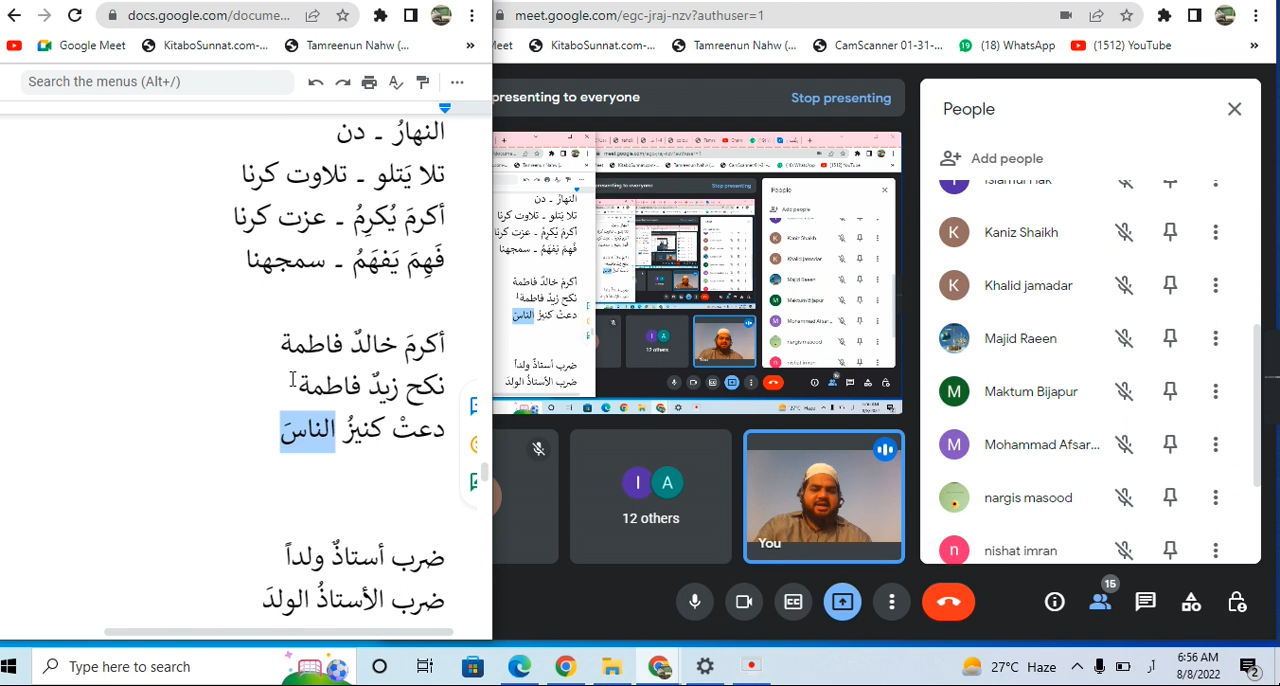 docs.google.com/docume...
meet.google.com/egc-jraj-nzv?authuser=1
Google Meet
KitaboSunnat.com-...
Tamreenun Nahw (...
»
Meet
KitaboSunnat.com-...
Tamreenun Nahw (...
CamScanner 01-31-...
(18) WhatsApp
(1512) YouTube
»
Search the menus (Alt+/)
النهارُ ۔ دن
تلا يَتلو ۔ تلاوت کرنا
أكرمَ يُكرِمُ ۔ عزت کرنا
فَهِمَ يَفهَمُ ۔ سمجھنا
أكرمَ خالدٌ فاطمة
نكح زيدٌ فاطمة
دعتْ كنيزُ الناسَ
ضرب أستاذٌ ولداً
ضرب الأستاذُ الولدَ
presenting to everyone
Stop presenting
I A
12 others
You
People
Add people
Islamul Hak
K Kaniz Shaikh
K Khalid jamadar
Majid Raeen
M Maktum Bijapur
M Mohammad Afsar...
nargis masood
n nishat imran
15
Type here to search
27°C Haze
6:56 AM
8/8/2022
2